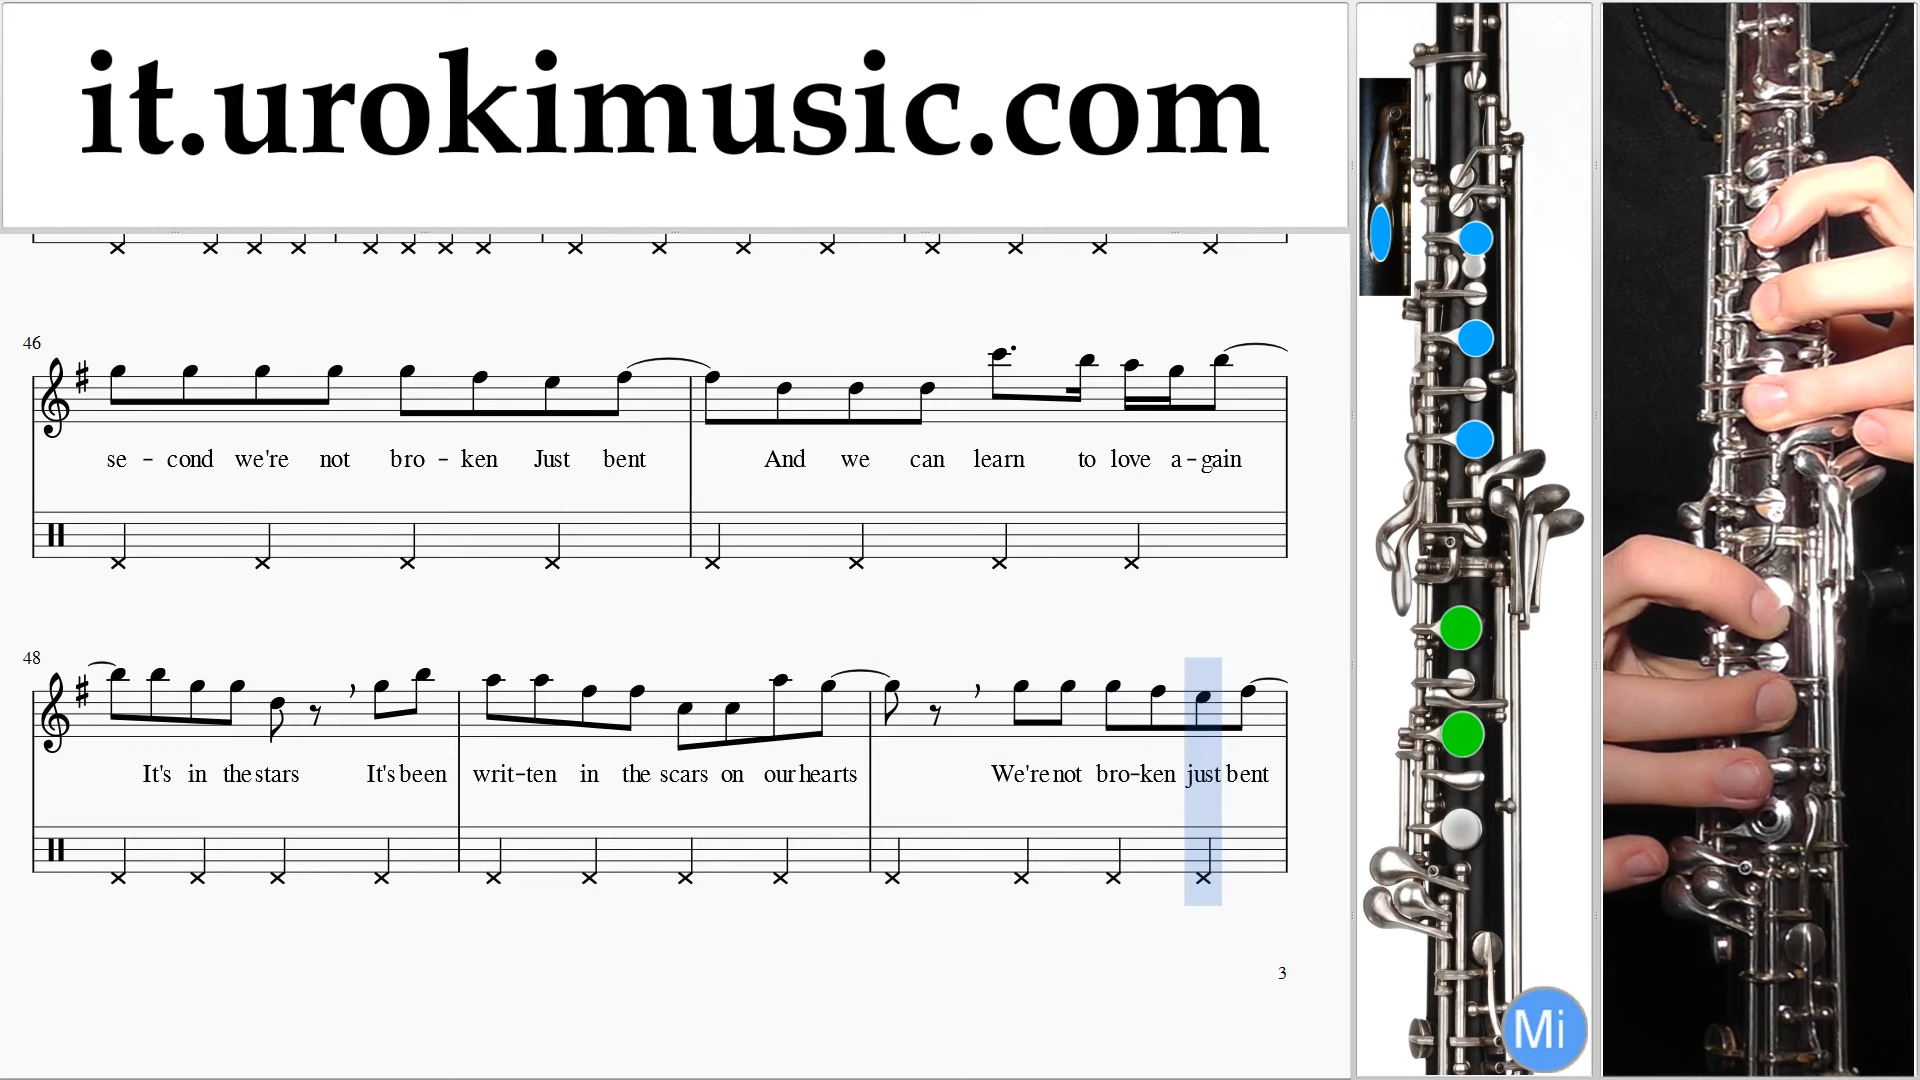 it.urokimusic.com
46
se - cond we're not bro - ken Just bent And we can learn to love a - gain
48
It's in the stars It's been writ-ten in the scars on our hearts We're not bro-ken just bent
3
Mi